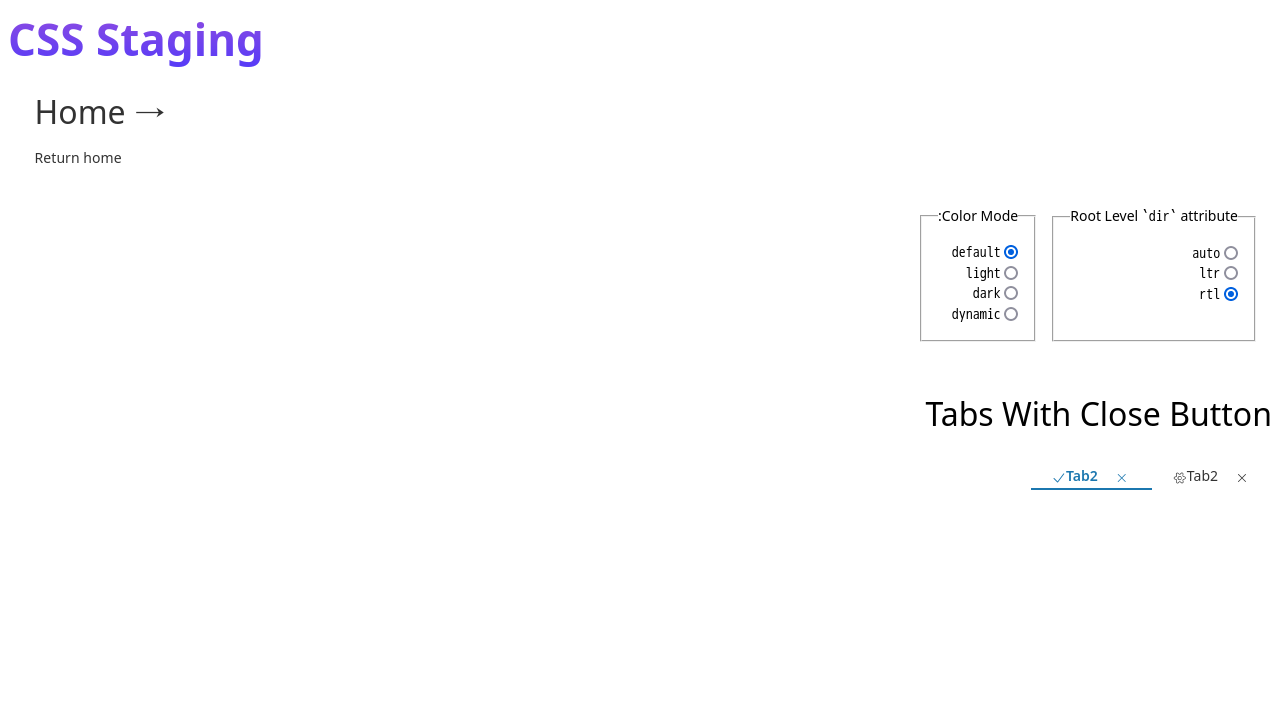 CSS Staging
Home →
Return home
:Color Mode
default
light
dark
dynamic
Root Level `dir` attribute
auto
ltr
rtl
Tabs With Close Button
Tab2
Tab2